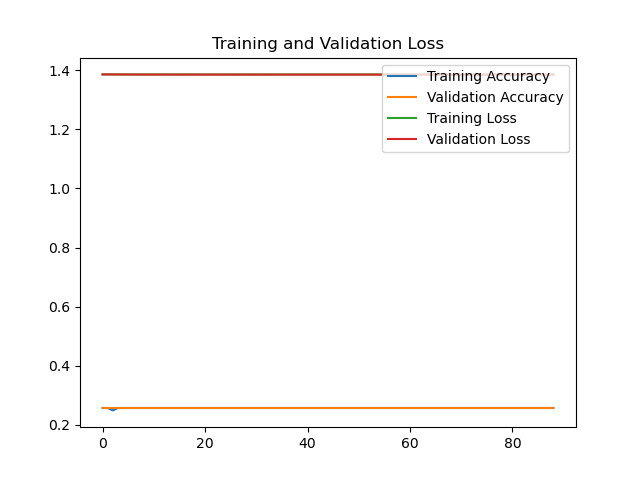 Training and Validation Loss
1.4
1.2
1.0
0.8
0.6
0.4
0.2
Training Accuracy
Validation Accuracy
Training Loss
Validation Loss
0
20
40
60
80